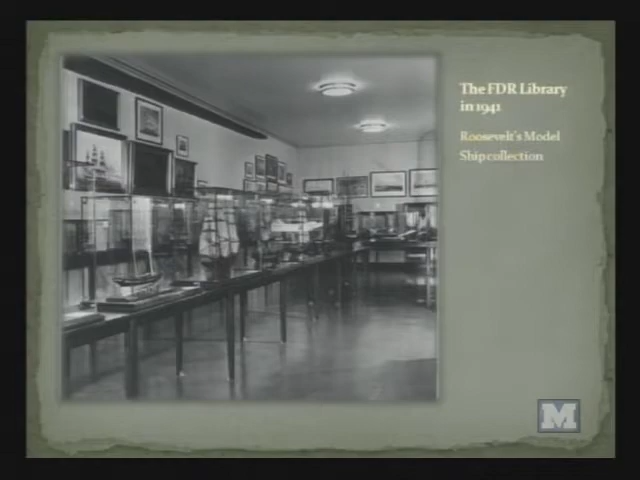 The FDR Library
in 1941
Roosevelt's Model
Ship collection
M